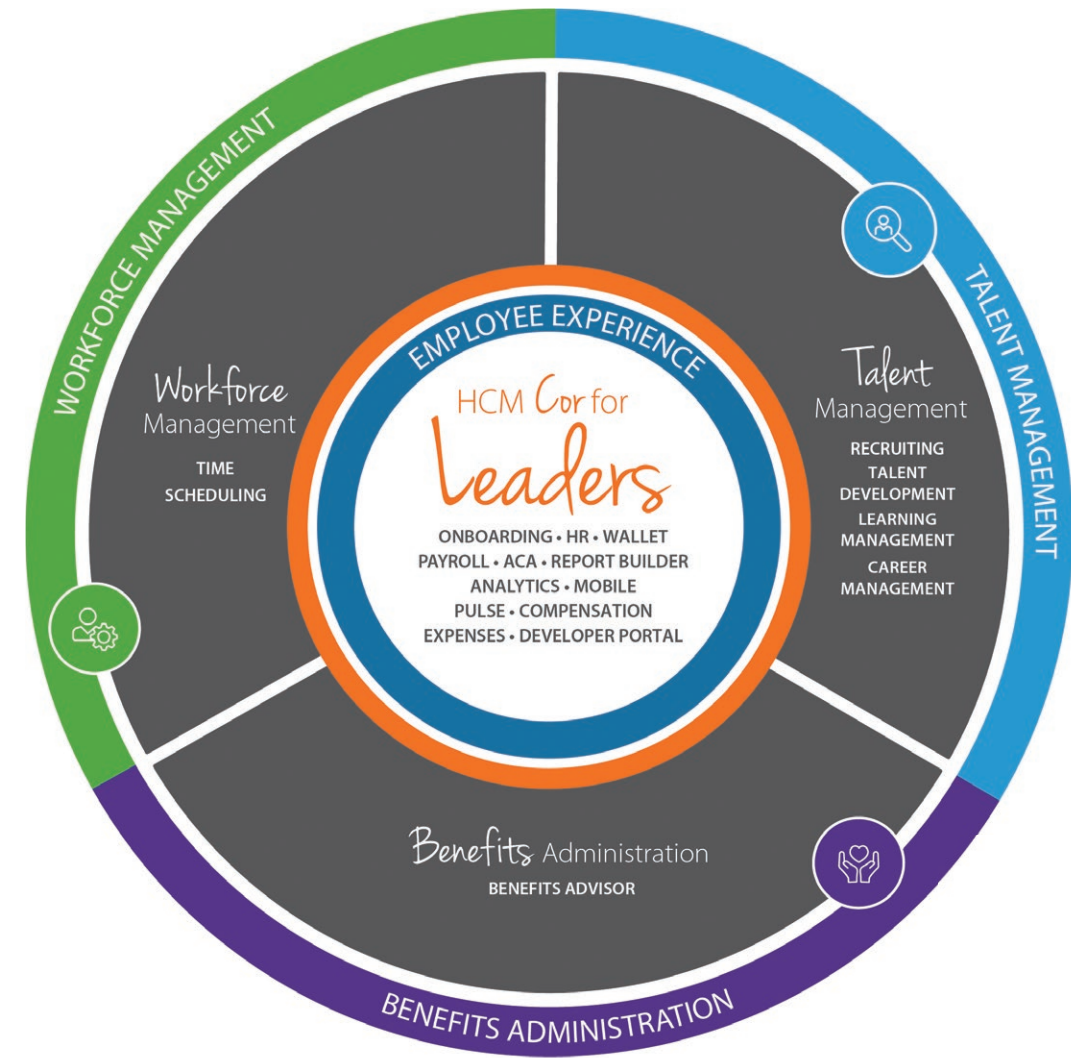 WORKFORCE MANAGEMENT
TALENT MANAGEMENT
BENEFITS ADMINISTRATION
EMPLOYEE EXPERIENCE
HCM Cor for
Leaders
ONBOARDING • HR • WALLET
PAYROLL • ACA • REPORT BUILDER
ANALYTICS • MOBILE
PULSE • COMPENSATION
EXPENSES • DEVELOPER PORTAL
Workforce
Management
TIME
SCHEDULING
Talent
Management
RECRUITING
TALENT
DEVELOPMENT
LEARNING
MANAGEMENT
CAREER
MANAGEMENT
Benefits Administration
BENEFITS ADVISOR